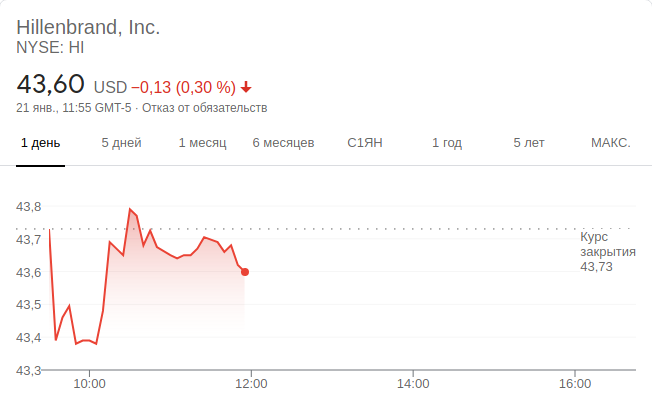 Hillenbrand, Inc.
NYSE: HI
43,60 USD −0,13 (0,30 %)
21 янв., 11:55 GMT-5 · Отказ от обязательств
1 день 5 дней 1 месяц 6 месяцев С1ЯН 1 год 5 лет МАКС.
43,8
43,7
43,6
43,5
43,4
43,3
Курс
закрытия
43,73
10:00 12:00 14:00 16:00